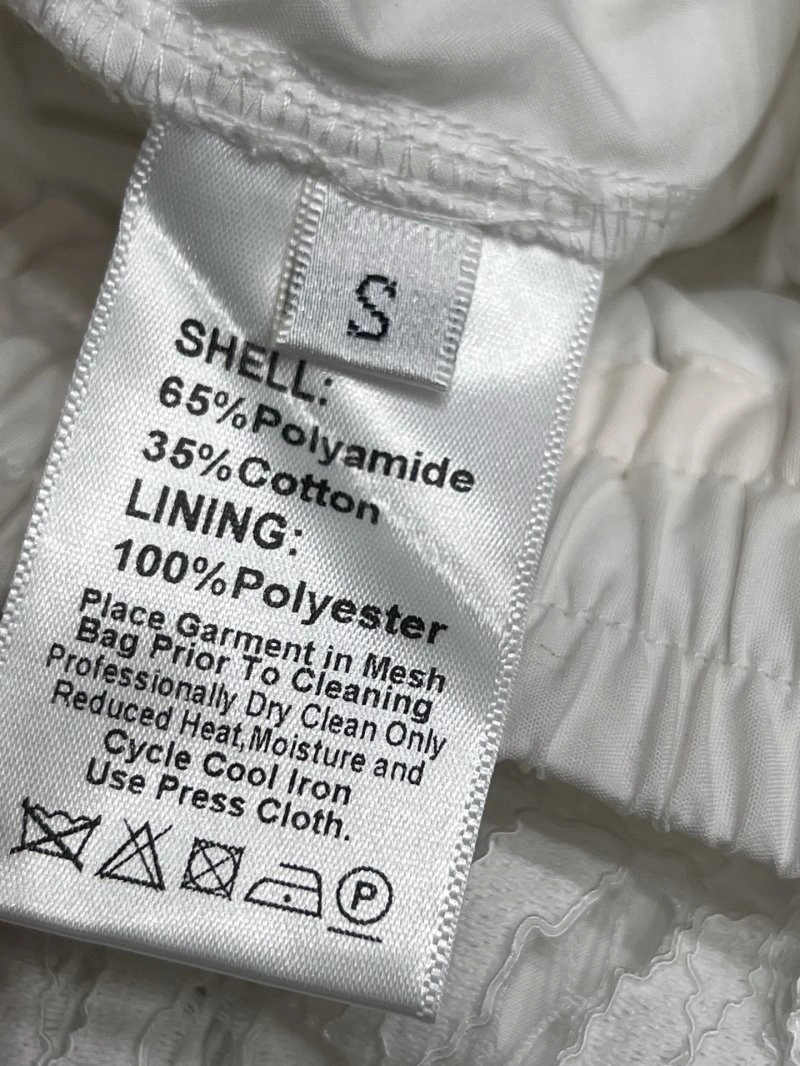 S
SHELL:
65%Polyamide
35%Cotton
LINING:
100%Polyester
Place Garment in Mesh
Bag Prior To Cleaning
Professionally Dry Clean Only
Reduced Heat,Moisture and
Cycle Cool Iron
Use Press Cloth.
P